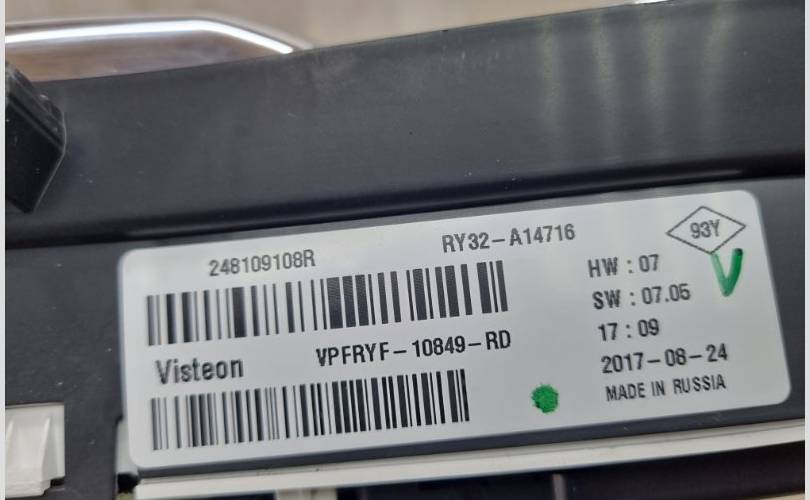 248109108R
RY32-A14716
93Y
HW : 07
SW : 07.05
Visteon
VPFRYF-10849-RD
17 : 09
2017-08-24
MADE IN RUSSIA
V